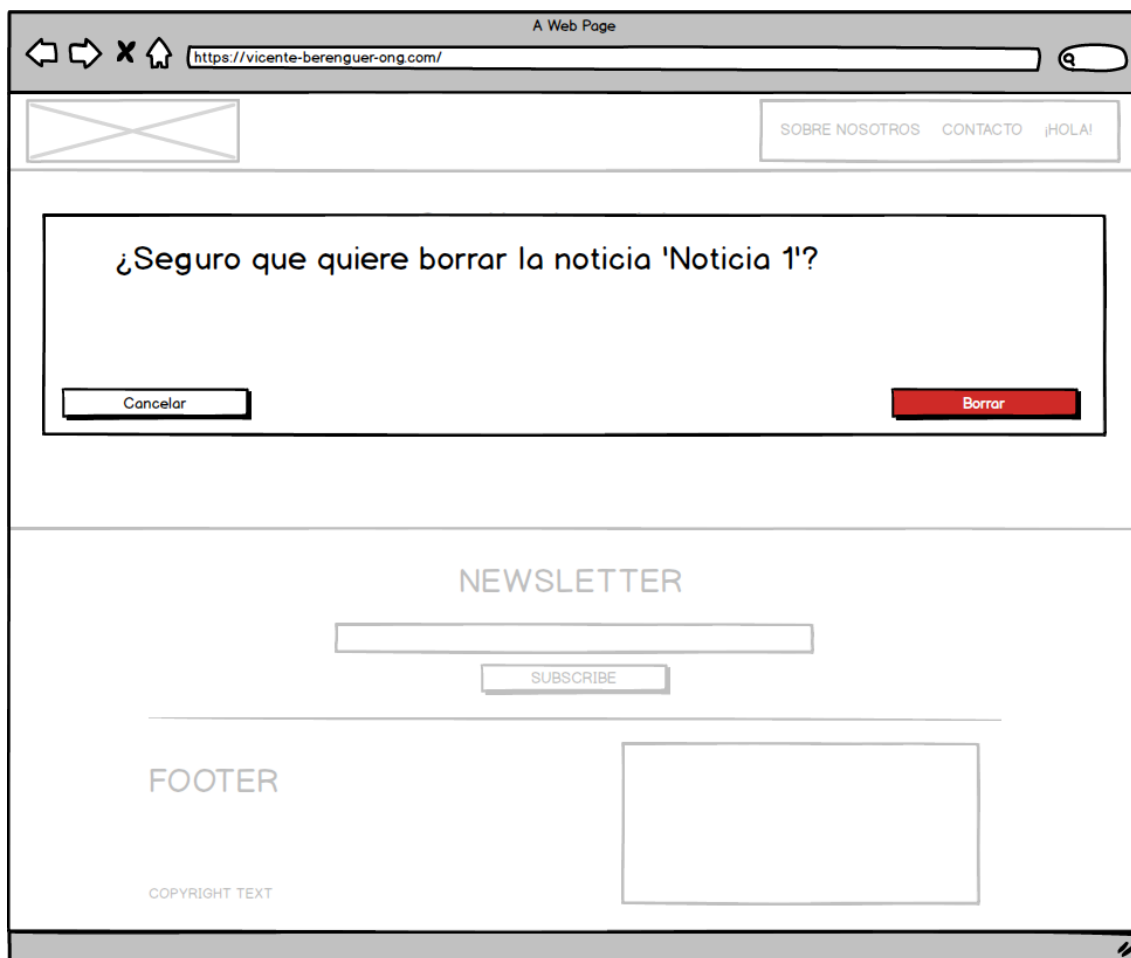 A Web Page
https://vicente-berenguer-ong.com/
SOBRE NOSOTROS CONTACTO ¡HOLA!
¿Seguro que quiere borrar la noticia 'Noticia 1'?
Cancelar Borrar
NEWSLETTER
SUBSCRIBE
FOOTER
COPYRIGHT TEXT